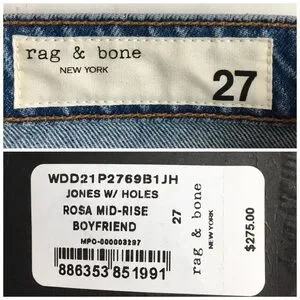 rag & bone
NEW YORK
27
WDD21P2769B1JH
JONES W/ HOLES
ROSA MID-RISE
BOYFRIEND
MPO-000003297
886353 851991
27
rag & bone
NEW YORK
$275.00